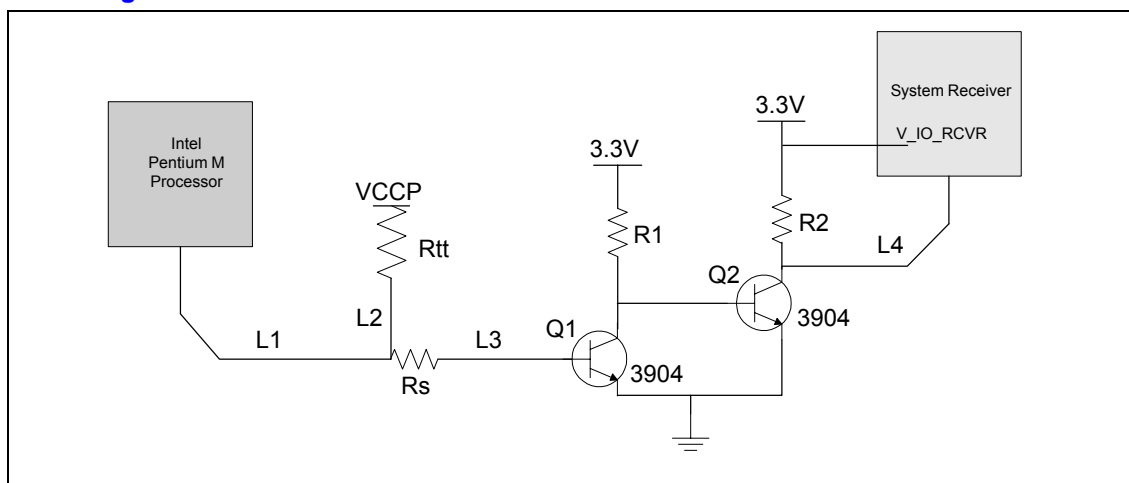 System Receiver
V_IO_RCVR
3.3V
3.3V
Intel
Pentium M
Processor
VCCP
Rtt
R1
R2
L4
Q2
3904
L1
L2
L3
Q1
Rs
3904